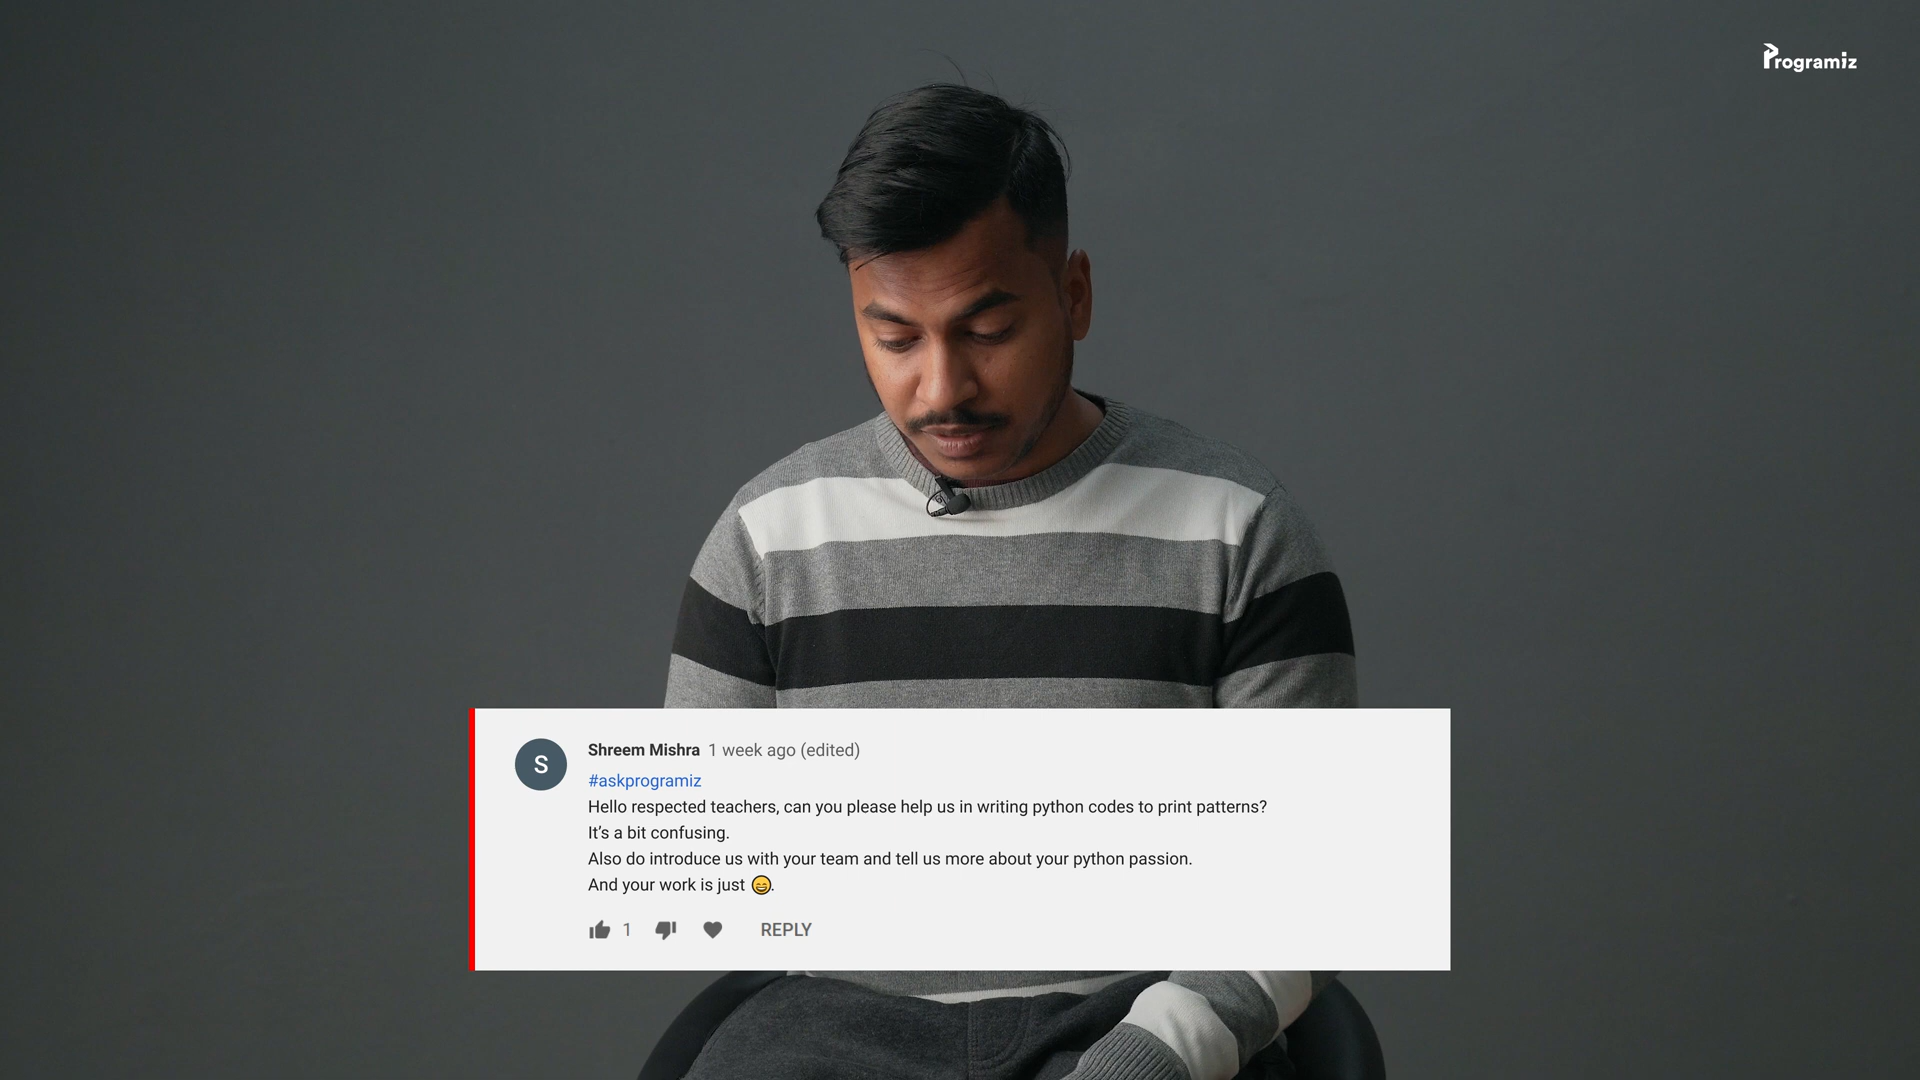 Programiz
S
Shreem Mishra 1 week ago (edited)
#askprogramiz
Hello respected teachers, can you please help us in writing python codes to print patterns?
It’s a bit confusing.
Also do introduce us with your team and tell us more about your python passion.
And your work is just 😄.
1 REPLY